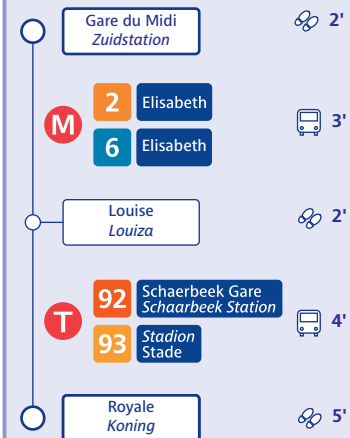 Gare du Midi
Zuidstation
2'
M
2 Elisabeth
6 Elisabeth
3'
Louise
Louiza
2'
T
92 Schaerbeek Gare
Schaarbeek Station
93 Stadion
Stade
4'
Royale
Koning
5'